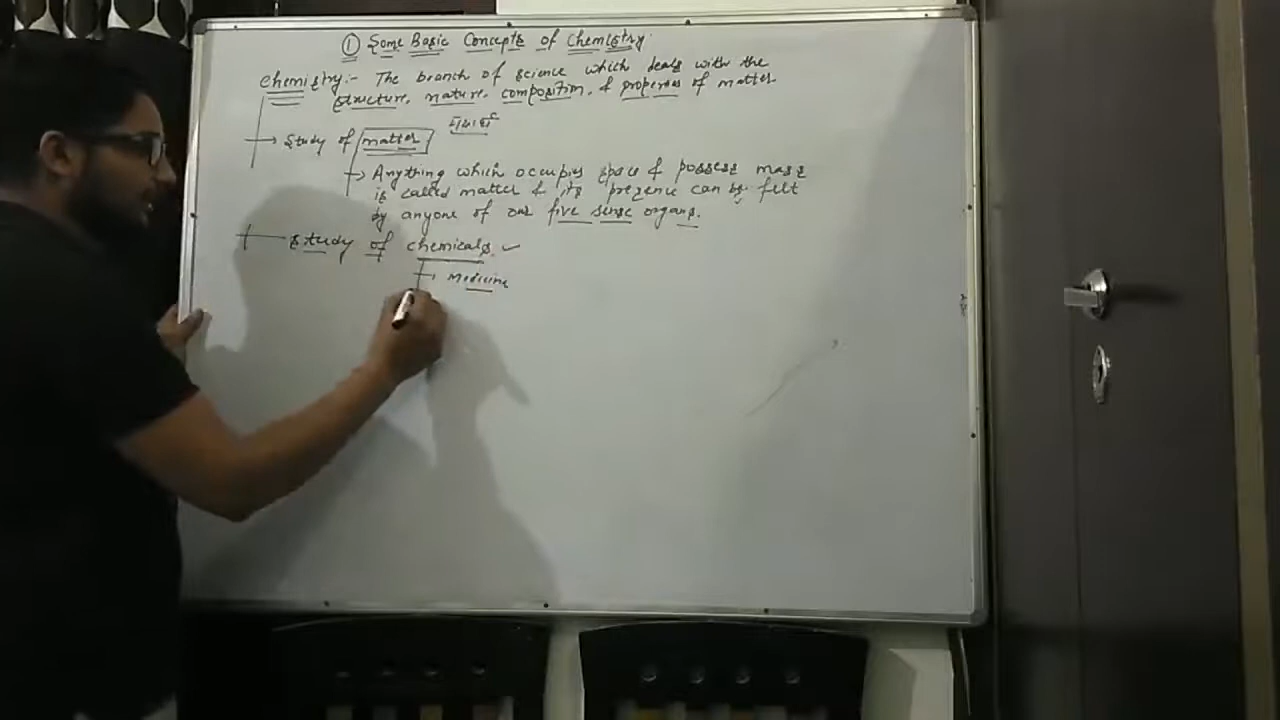 ① Some Basic Concepts of Chemistry
Chemistry:- The branch of science which deals with the
structure, nature, composition, & properties of matter
→ Study of matter पदार्थ
→ Anything which occupies space & possess mass
is called matter & its presence can be felt
by anyone of our five sense organs.
Study of chemicals. ✓
→ Medicine